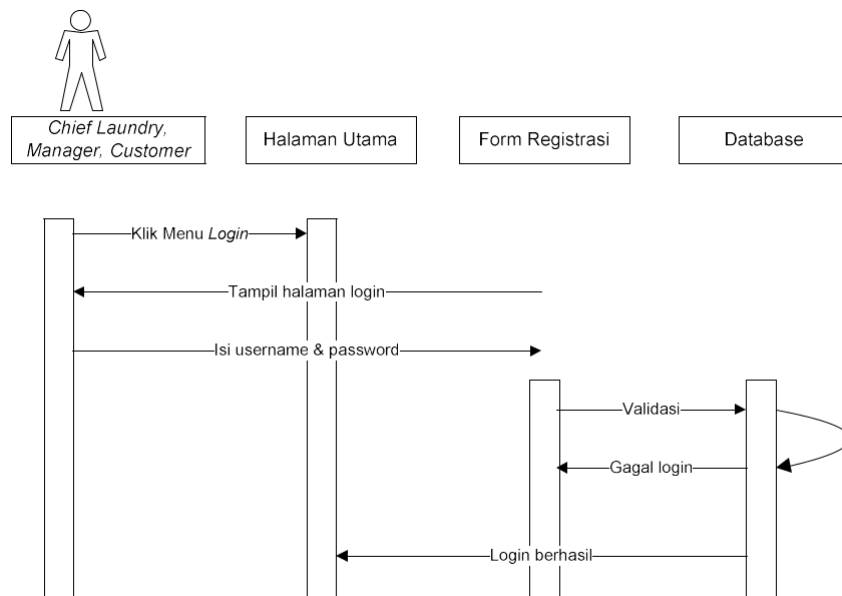 Chief Laundry,
Manager, Customer
Halaman Utama
Form Registrasi
Database
Klik Menu Login
Tampil halaman login
Isi username & password
Validasi
Gagal login
Login berhasil